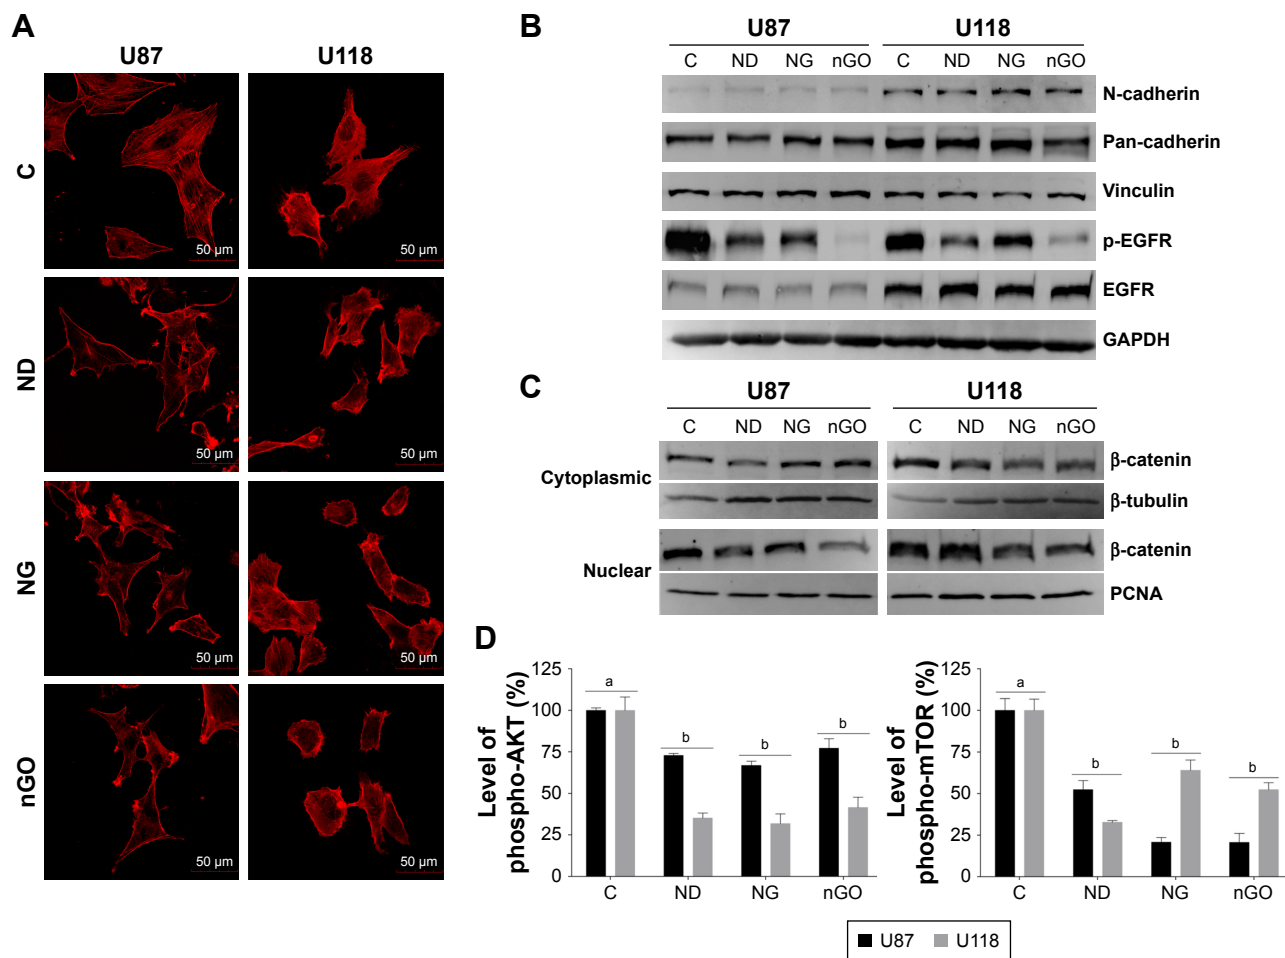 A
U87 U118
C
50 µm 50 µm
ND
50 µm 50 µm
NG
50 µm 50 µm
nGO
50 µm 50 µm
B
U87 U118
C ND NG nGO C ND NG nGO
N-cadherin
Pan-cadherin
Vinculin
p-EGFR
EGFR
GAPDH
C
U87 U118
C ND NG nGO C ND NG nGO
Cytoplasmic
β-catenin
β-tubulin
Nuclear
β-catenin
PCNA
D
Level of
phospho-AKT (%)
125
100
75
50
25
0
a
b
b
b
C ND NG nGO
Level of
phospho-mTOR (%)
125
100
75
50
25
0
a
b
b
b
C ND NG nGO
U87 U118